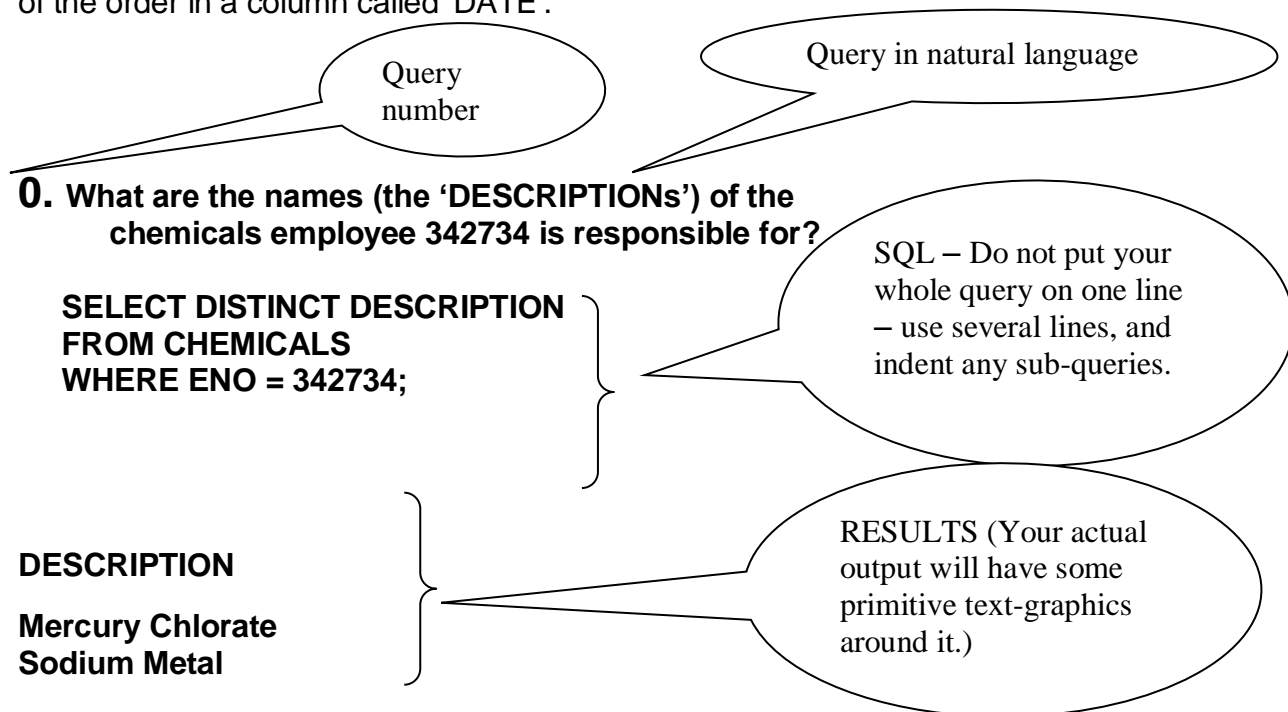 of the order in a column called 'DATE'.
Query
number
Query in natural language
0. What are the names (the ‘DESCRIPTIONs’) of the
chemicals employee 342734 is responsible for?
SELECT DISTINCT DESCRIPTION
FROM CHEMICALS
WHERE ENO = 342734;
SQL – Do not put your
whole query on one line
– use several lines, and
indent any sub-queries.
DESCRIPTION
Mercury Chlorate
Sodium Metal
RESULTS (Your actual
output will have some
primitive text-graphics
around it.)